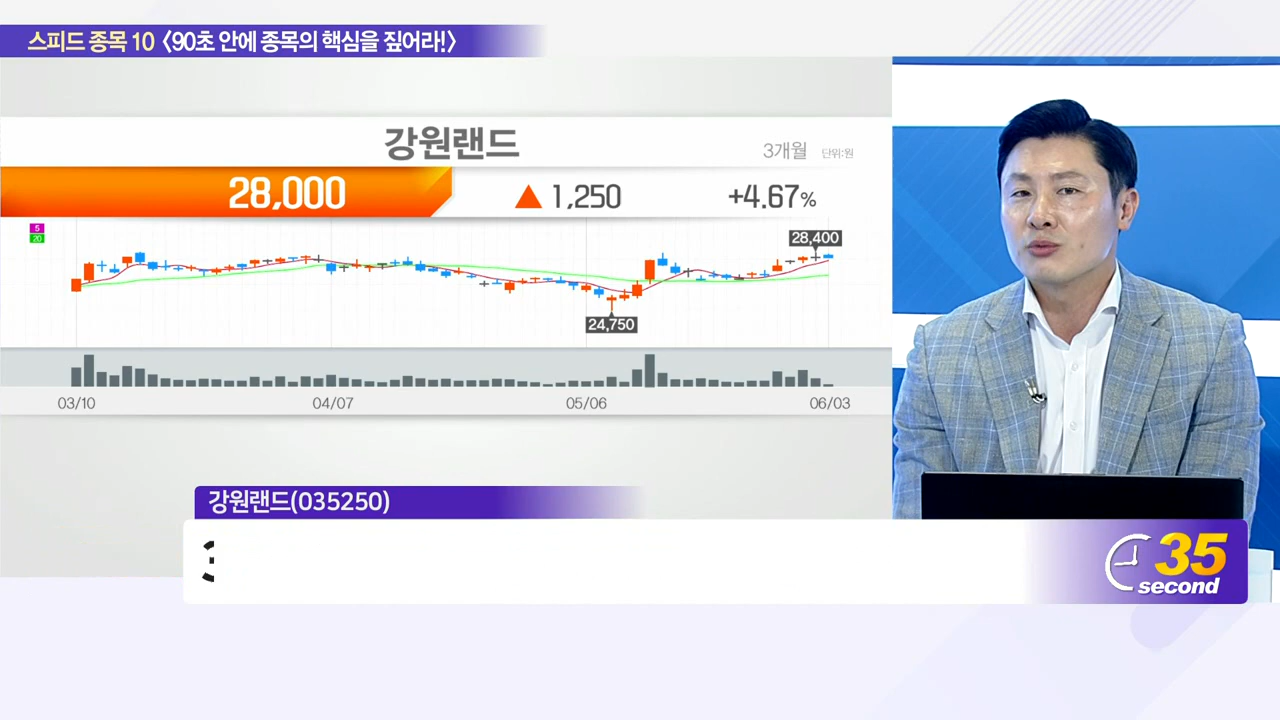 스피드 종목 10 <90초 안에 종목의 핵심을 짚어라!>
강원랜드
3개월 단위:원
28,000 ▲ 1,250 +4.67%
5
20
28,400
24,750
03/10 04/07 05/06 06/03
강원랜드(035250)
35
second